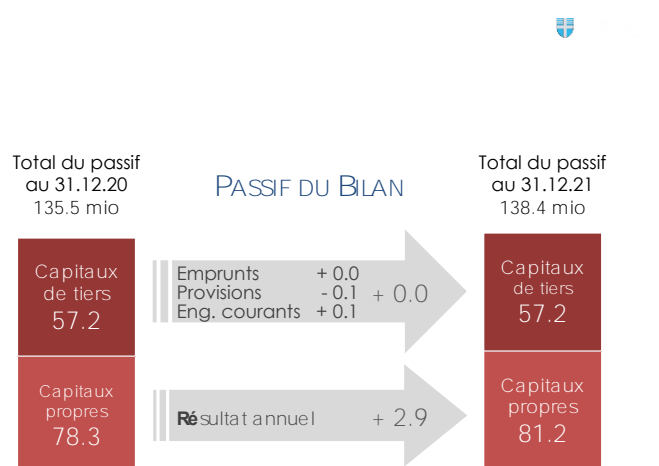 Total du passif
au 31.12.20
135.5 mio
PASSIF DU BILAN
Total du passif
au 31.12.21
138.4 mio
Capitaux
de tiers
57.2
Emprunts + 0.0
Provisions - 0.1
Eng. courants + 0.1
+ 0.0
Capitaux
de tiers
57.2
Capitaux
propres
78.3
Résultat annuel + 2.9
Capitaux
propres
81.2